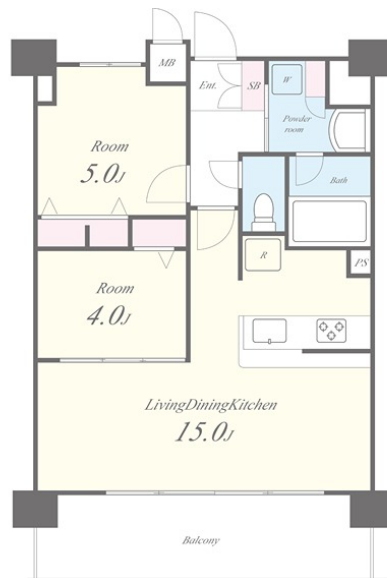 MB
Ent.
SB
W
Powder
room
Room
5.0J
Bath
R
PS
Room
4.0J
LivingDiningKitchen
15.0J
Balcony